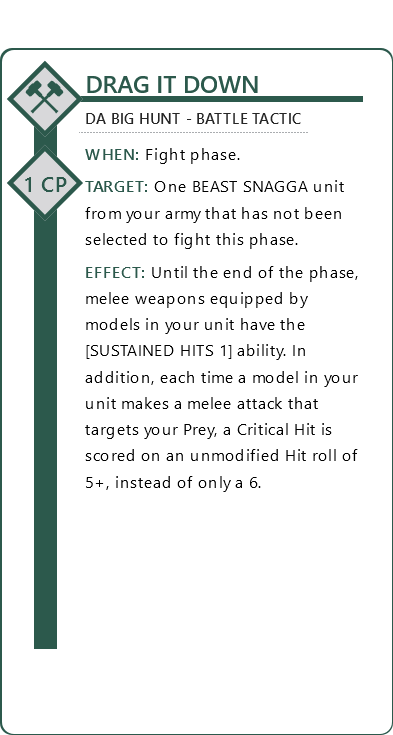 DRAG IT DOWN
DA BIG HUNT - BATTLE TACTIC
1 CP
WHEN: Fight phase.
TARGET: One BEAST SNAGGA unit
from your army that has not been
selected to fight this phase.
EFFECT: Until the end of the phase,
melee weapons equipped by
models in your unit have the
[SUSTAINED HITS 1] ability. In
addition, each time a model in your
unit makes a melee attack that
targets your Prey, a Critical Hit is
scored on an unmodified Hit roll of
5+, instead of only a 6.